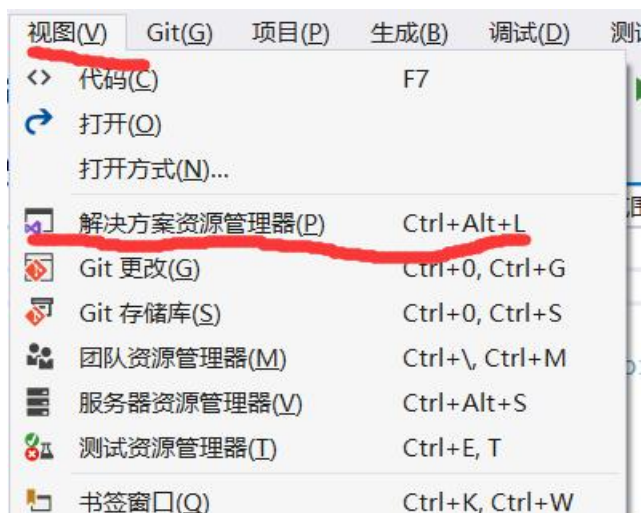 视图(V) Git(G) 项目(P) 生成(B) 调试(D) 测试
代码(C) F7
打开(O)
打开方式(N)...
解决方案资源管理器(P) Ctrl+Alt+L
Git 更改(G) Ctrl+0, Ctrl+G
Git 存储库(S) Ctrl+0, Ctrl+S
团队资源管理器(M) Ctrl+\, Ctrl+M
服务器资源管理器(V) Ctrl+Alt+S
测试资源管理器(T) Ctrl+E, T
书签窗口(Q) Ctrl+K, Ctrl+W